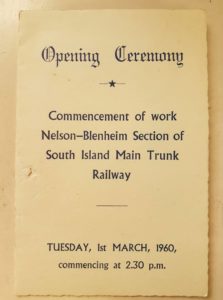 Opening Ceremony
Commencement of work
Nelson–Blenheim Section of
South Island Main Trunk
Railway
TUESDAY, 1st MARCH, 1960,
commencing at 2.30 p.m.